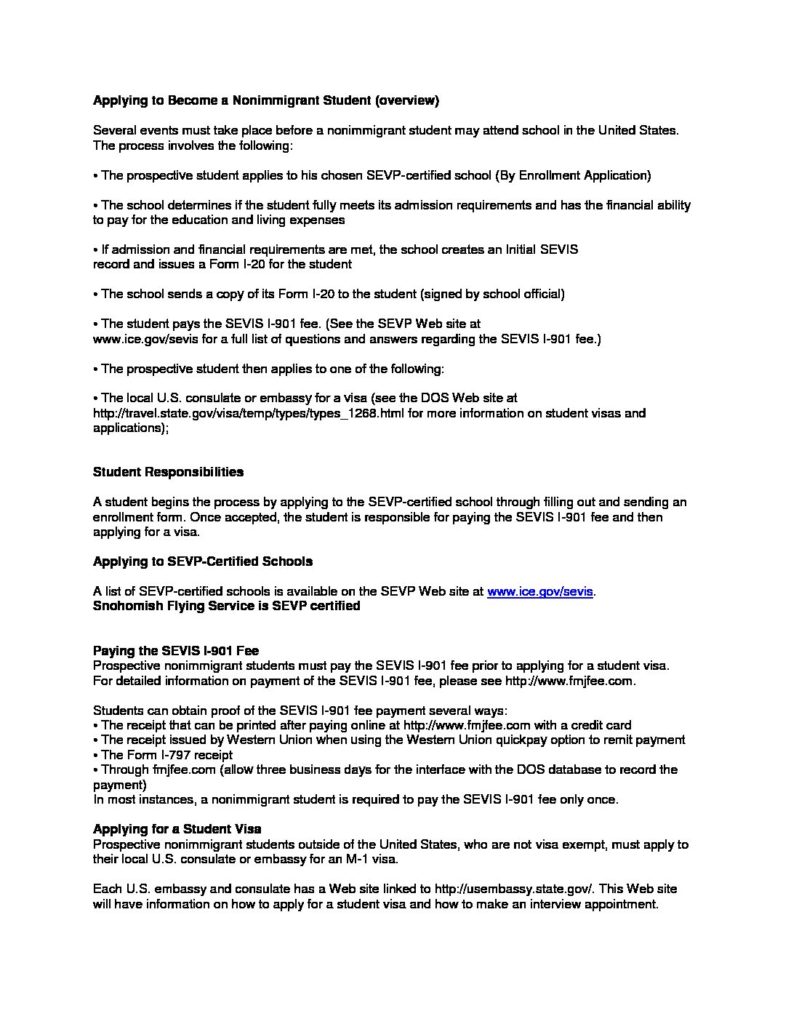 Applying to Become a Nonimmigrant Student (overview)
Several events must take place before a nonimmigrant student may attend school in the United States.
The process involves the following:
• The prospective student applies to his chosen SEVP-certified school (By Enrollment Application)
• The school determines if the student fully meets its admission requirements and has the financial ability
to pay for the education and living expenses
• If admission and financial requirements are met, the school creates an Initial SEVIS
record and issues a Form I-20 for the student
• The school sends a copy of its Form I-20 to the student (signed by school official)
• The student pays the SEVIS I-901 fee. (See the SEVP Web site at
www.ice.gov/sevis for a full list of questions and answers regarding the SEVIS I-901 fee.)
• The prospective student then applies to one of the following:
• The local U.S. consulate or embassy for a visa (see the DOS Web site at
http://travel.state.gov/visa/temp/types/types_1268.html for more information on student visas and
applications);
Student Responsibilities
A student begins the process by applying to the SEVP-certified school through filling out and sending an
enrollment form. Once accepted, the student is responsible for paying the SEVIS I-901 fee and then
applying for a visa.
Applying to SEVP-Certified Schools
A list of SEVP-certified schools is available on the SEVP Web site at www.ice.gov/sevis.
Snohomish Flying Service is SEVP certified
Paying the SEVIS I-901 Fee
Prospective nonimmigrant students must pay the SEVIS I-901 fee prior to applying for a student visa.
For detailed information on payment of the SEVIS I-901 fee, please see http://www.fmjfee.com.
Students can obtain proof of the SEVIS I-901 fee payment several ways:
• The receipt that can be printed after paying online at http://www.fmjfee.com with a credit card
• The receipt issued by Western Union when using the Western Union quickpay option to remit payment
• The Form I-797 receipt
• Through fmjfee.com (allow three business days for the interface with the DOS database to record the
payment)
In most instances, a nonimmigrant student is required to pay the SEVIS I-901 fee only once.
Applying for a Student Visa
Prospective nonimmigrant students outside of the United States, who are not visa exempt, must apply to
their local U.S. consulate or embassy for an M-1 visa.
Each U.S. embassy and consulate has a Web site linked to http://usembassy.state.gov/. This Web site
will have information on how to apply for a student visa and how to make an interview appointment.